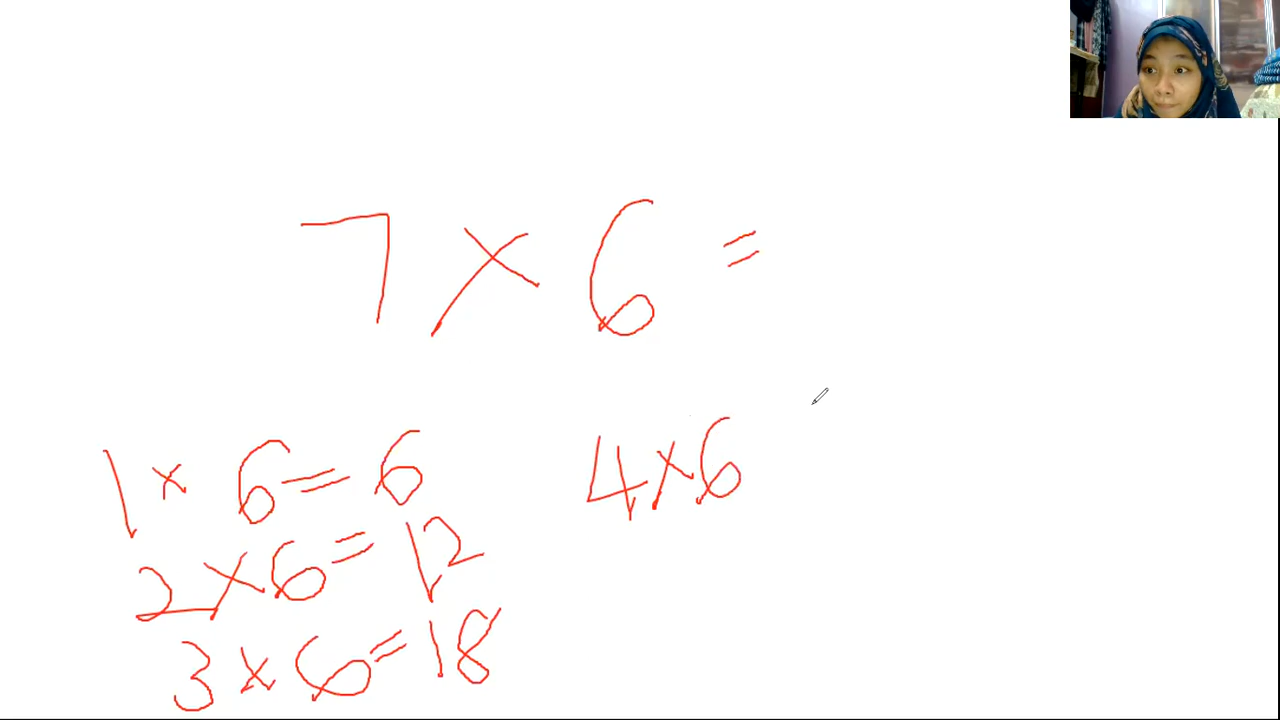 7 × 6 =
1 × 6 = 6
2 × 6 = 12
3 × 6 = 18
4 × 6